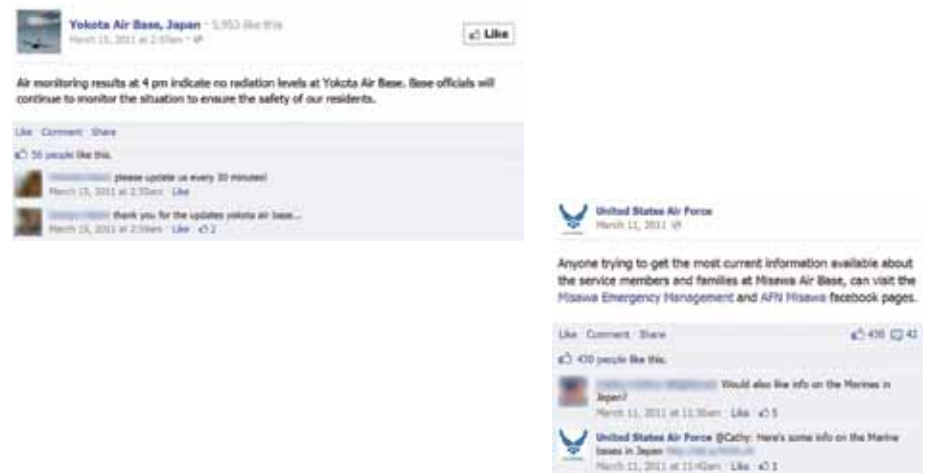 Yokota Air Base, Japan · 5,953 like this
March 15, 2011 at 2:57am ·
Like
Air monitoring results at 4 pm indicate no radiation levels at Yokota Air Base. Base officials will
continue to monitor the situation to ensure the safety of our residents.
Like · Comment · Share
56 people like this.
please update us every 30 minutes!
March 15, 2011 at · Like
thank you for the updates yokota air base...
March 15, 2011 at · Like · 2
United States Air Force
March 11, 2011
Anyone trying to get the most current information available about
the service members and families at Misawa Air Base, can visit the
Misawa Emergency Management and AFN Misawa facebook pages.
Like · Comment · Share 430 42
430 people like this.
Would also like info on the Marines in
Japan?
March 11, 2011 at 11:36am · Like · 5
United States Air Force @Cathy: Here's some info on the Marine
bases in Japan
March 11, 2011 at 11:42am · Like · 1